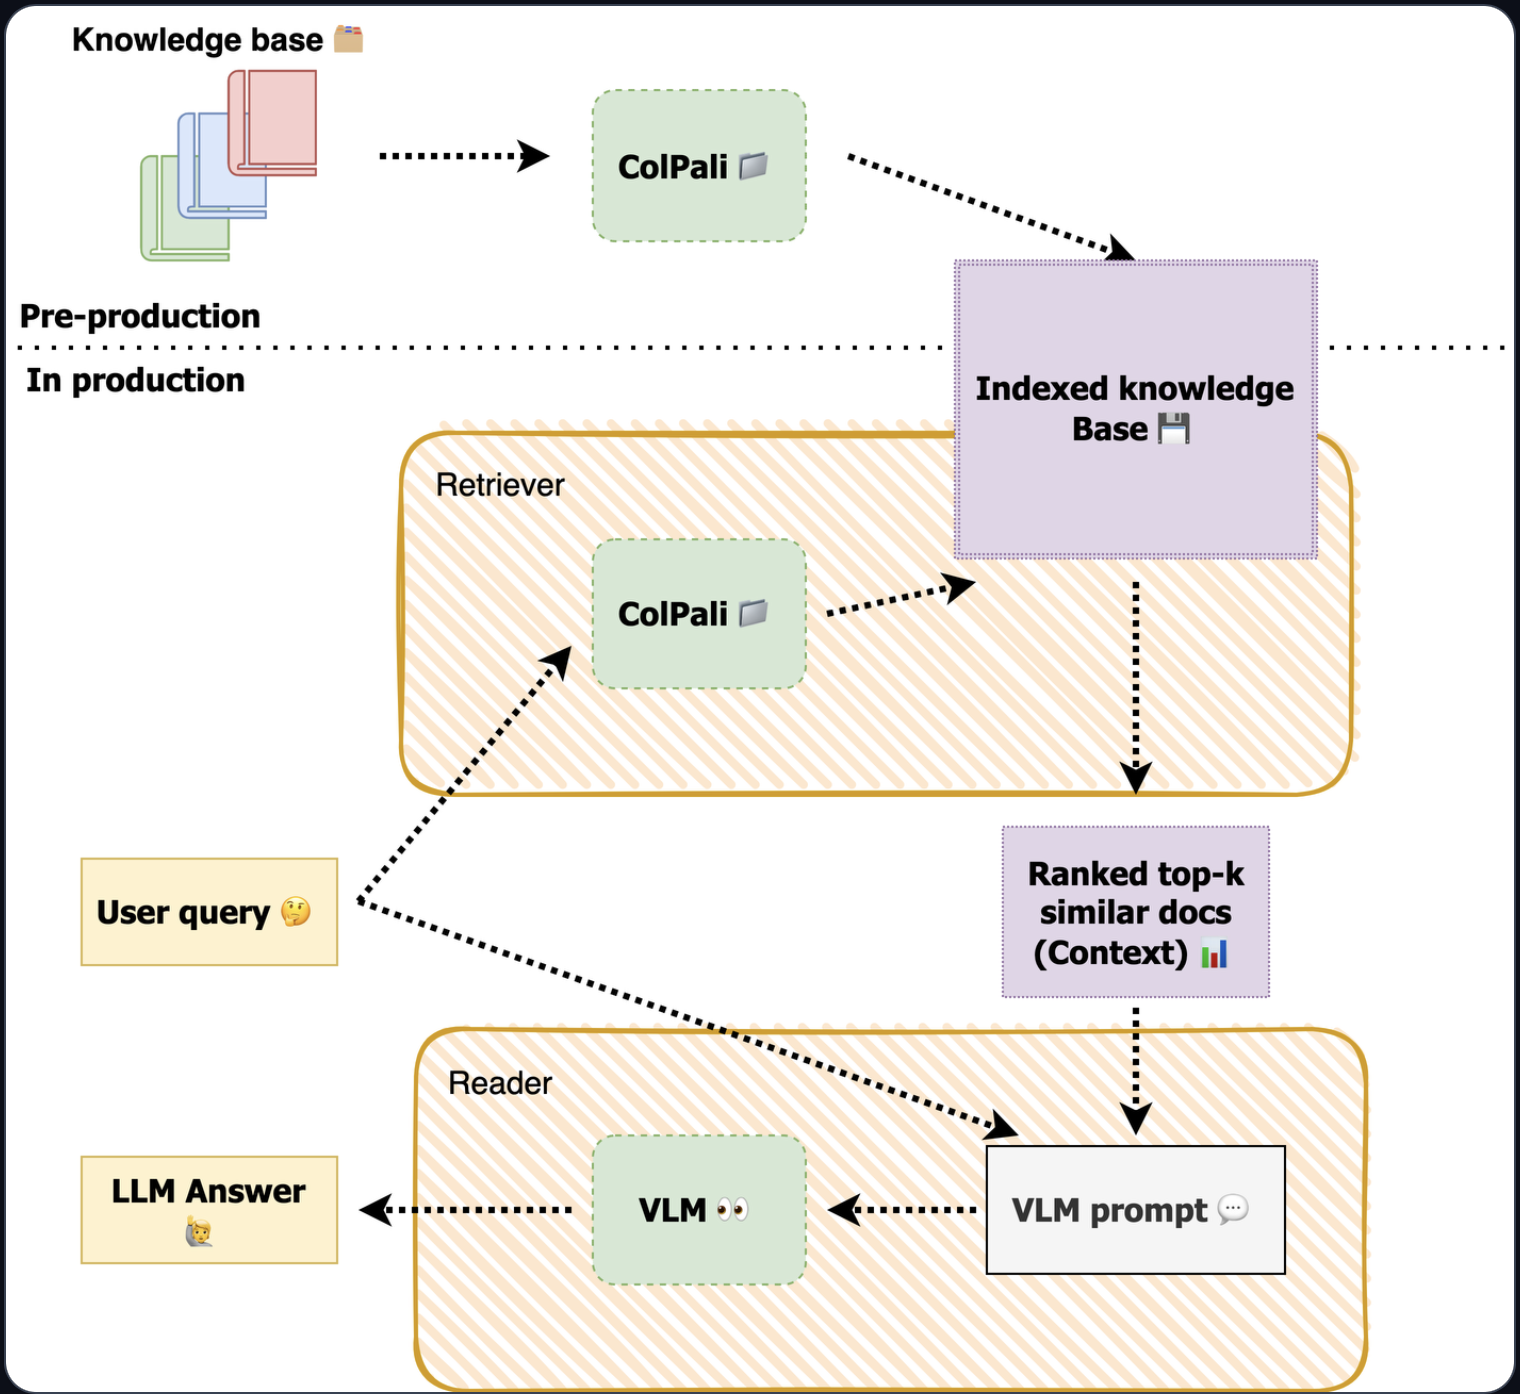 Knowledge base 🗂️
ColPali 📁
Pre-production
In production
Indexed knowledge
Base 💾
Retriever
ColPali 📁
User query 🤔
Ranked top-k
similar docs
(Context) 📊
Reader
LLM Answer
🙋
VLM 👀
VLM prompt 💬